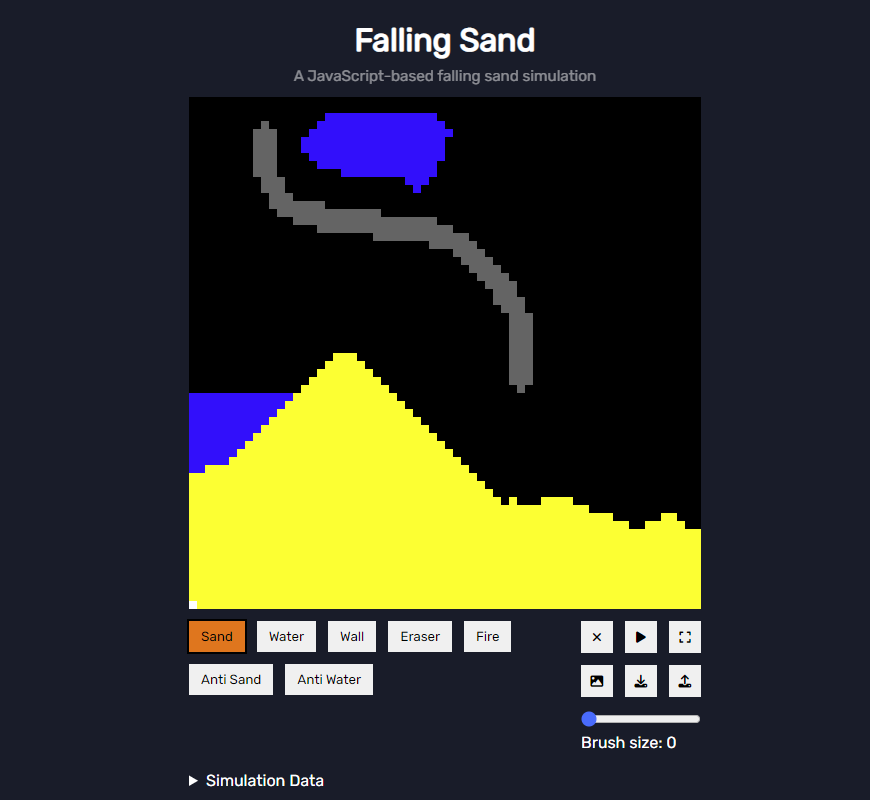 Falling Sand
A JavaScript-based falling sand simulation
Sand Water Wall Eraser Fire
Anti Sand Anti Water
Brush size: 0
Simulation Data